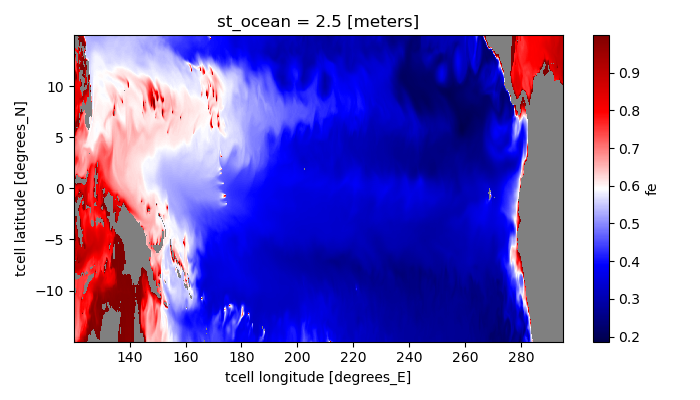 st_ocean = 2.5 [meters]
tcell latitude [degrees_N]
10
5
0
−5
−10
140 160 180 200 220 240 260 280
tcell longitude [degrees_E]
0.9
0.8
0.7
0.6
0.5
0.4
0.3
0.2
fe